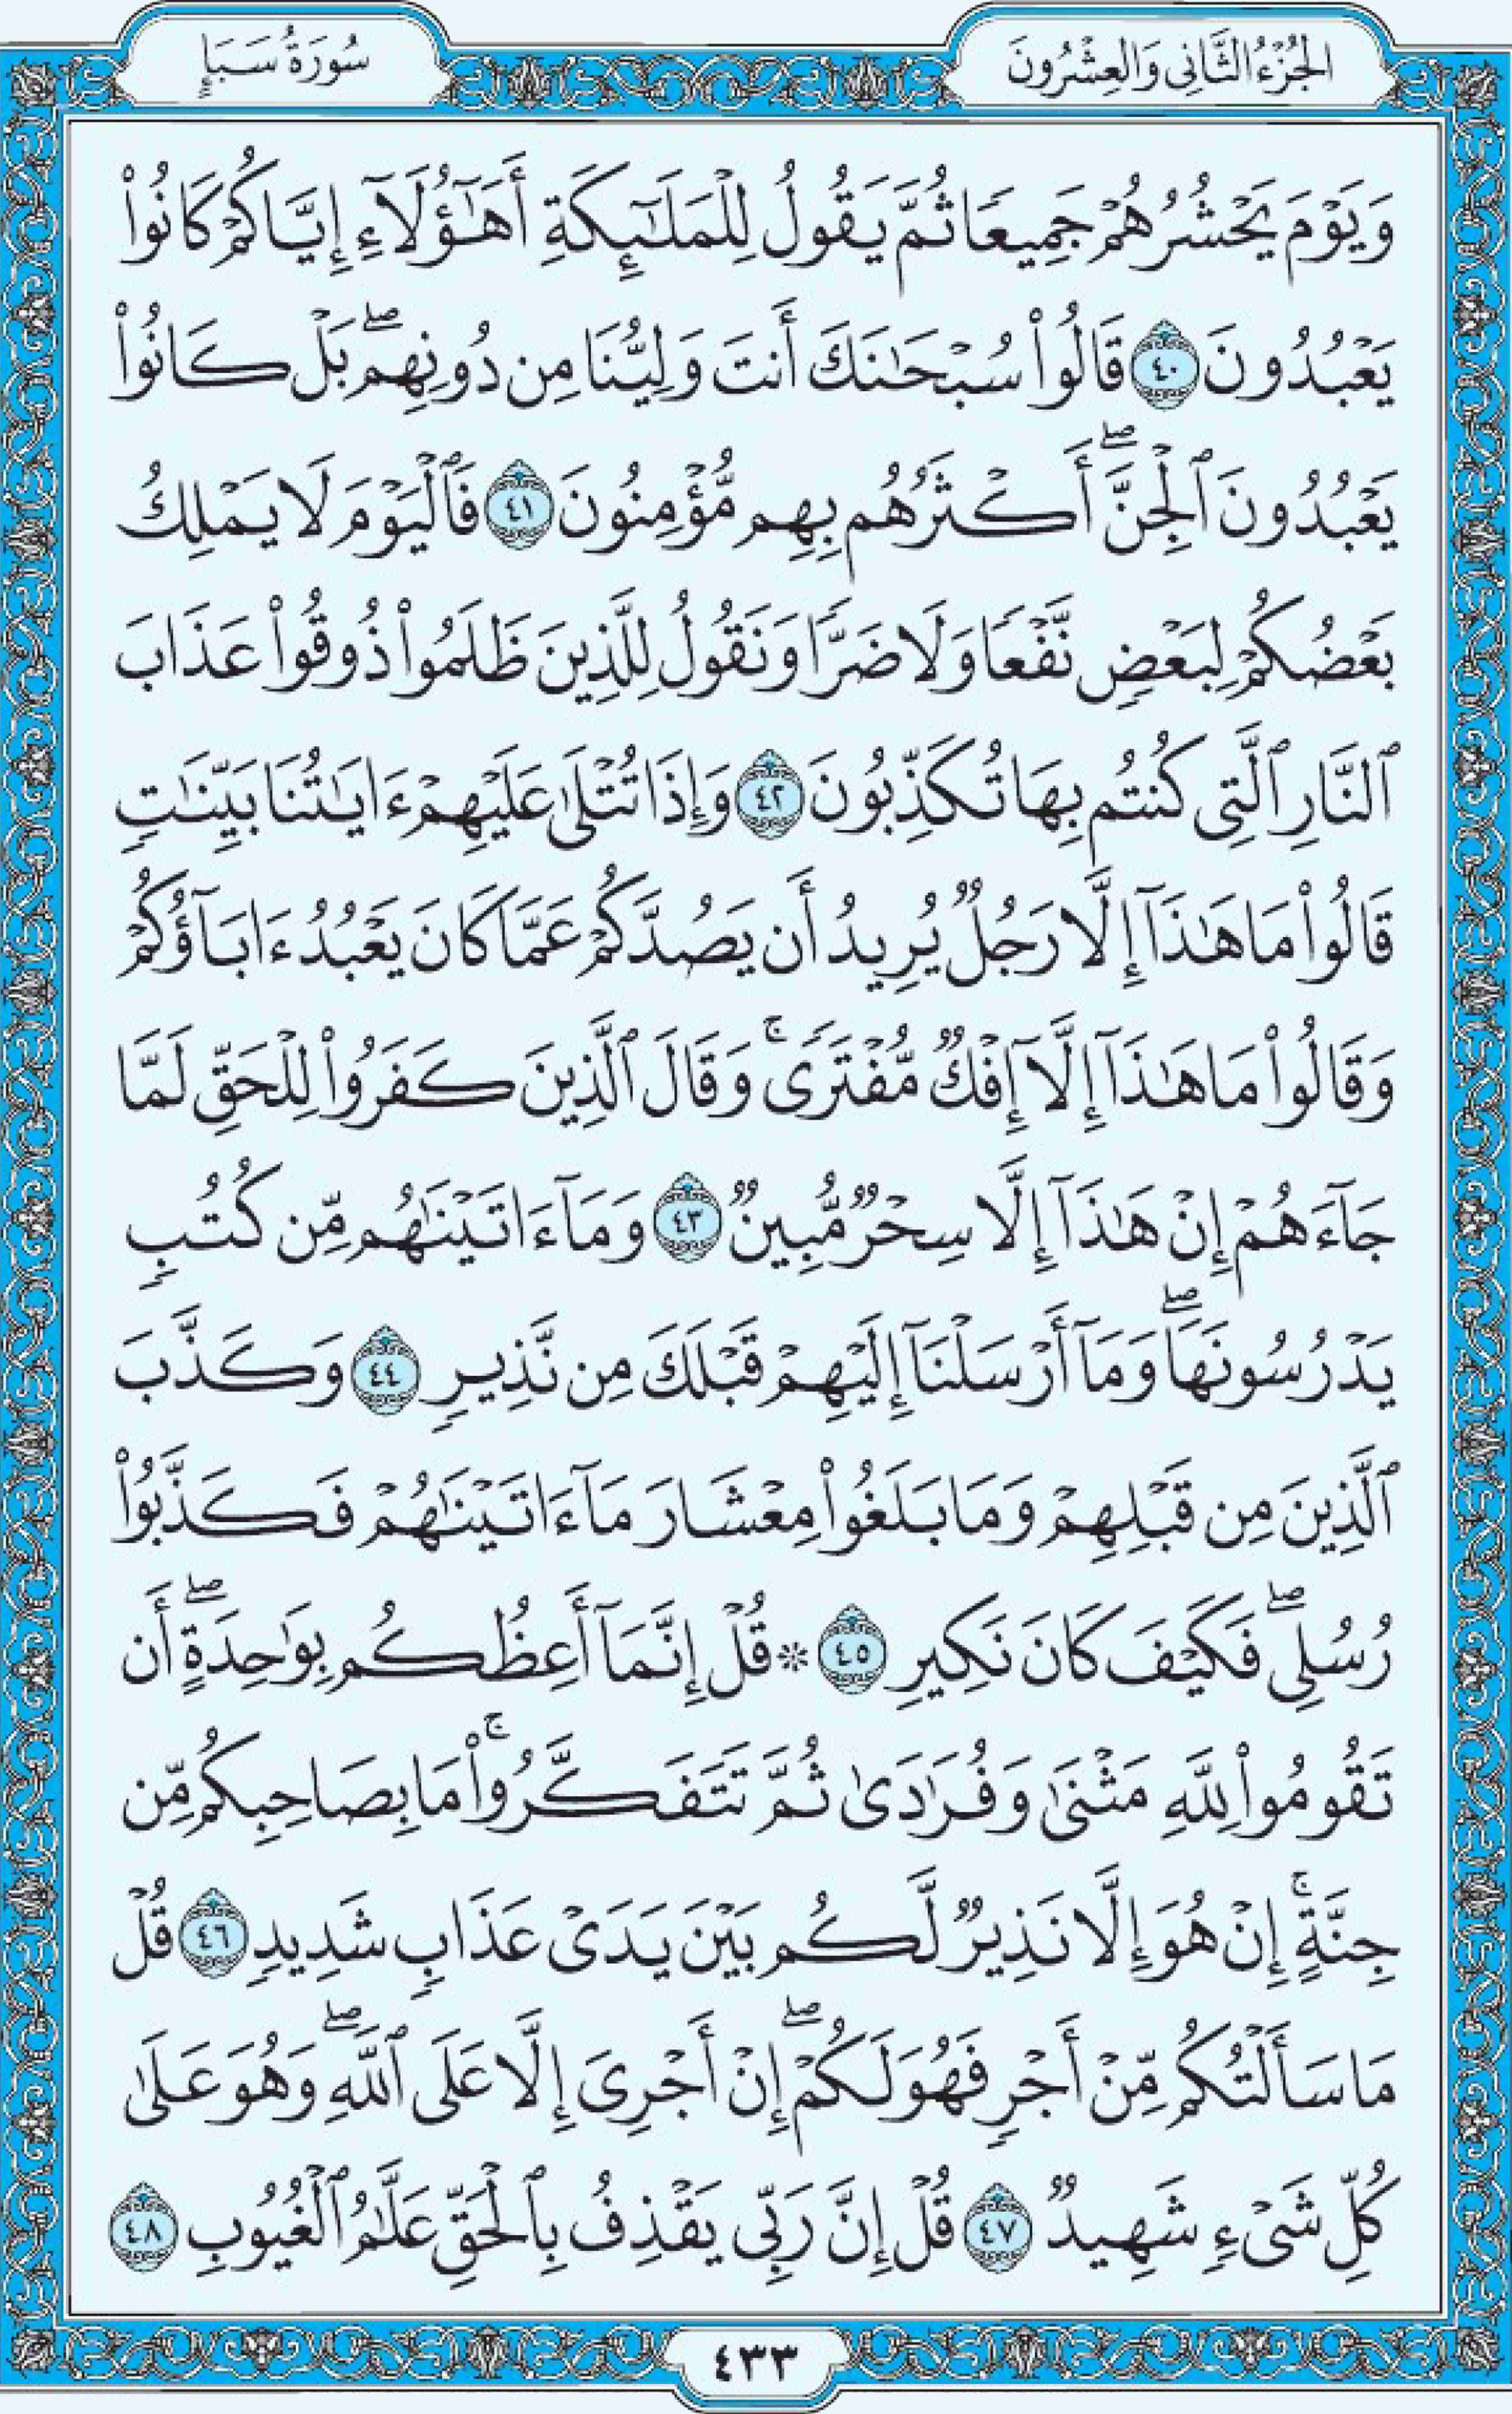 الجُزْءُ الثَّانِي وَالعِشْرُونَ
سُورَةُ سَبَإٍ
وَيَوْمَ يَحْشُرُهُمْ جَمِيعًا ثُمَّ يَقُولُ لِلْمَلَٰٓئِكَةِ أَهَٰٓؤُلَآءِ إِيَّاكُمْ كَانُوا۟
يَعْبُدُونَ ٤٠ قَالُوا۟ سُبْحَٰنَكَ أَنتَ وَلِيُّنَا مِن دُونِهِم ۖ بَلْ كَانُوا۟
يَعْبُدُونَ ٱلْجِنَّ ۖ أَكْثَرُهُم بِهِم مُّؤْمِنُونَ ٤١ فَٱلْيَوْمَ لَا يَمْلِكُ
بَعْضُكُمْ لِبَعْضٍ نَّفْعًا وَلَا ضَرًّا وَنَقُولُ لِلَّذِينَ ظَلَمُوا۟ ذُوقُوا۟ عَذَابَ
ٱلنَّارِ ٱلَّتِى كُنتُم بِهَا تُكَذِّبُونَ ٤٢ وَإِذَا تُتْلَىٰ عَلَيْهِمْ ءَايَٰتُنَا بَيِّنَٰتٍ
قَالُوا۟ مَا هَٰذَآ إِلَّا رَجُلٌ يُرِيدُ أَن يَصُدَّكُمْ عَمَّا كَانَ يَعْبُدُ ءَابَآؤُكُمْ
وَقَالُوا۟ مَا هَٰذَآ إِلَّآ إِفْكٌ مُّفْتَرًى ۚ وَقَالَ ٱلَّذِينَ كَفَرُوا۟ لِلْحَقِّ لَمَّا
جَآءَهُمْ إِنْ هَٰذَآ إِلَّا سِحْرٌ مُّبِينٌ ٤٣ وَمَآ ءَاتَيْنَٰهُم مِّن كُتُبٍ
يَدْرُسُونَهَا ۖ وَمَآ أَرْسَلْنَآ إِلَيْهِمْ قَبْلَكَ مِن نَّذِيرٍ ٤٤ وَكَذَّبَ
ٱلَّذِينَ مِن قَبْلِهِمْ وَمَا بَلَغُوا۟ مِعْشَارَ مَآ ءَاتَيْنَٰهُمْ فَكَذَّبُوا۟
رُسُلِى ۖ فَكَيْفَ كَانَ نَكِيرِ ٤٥ ۞ قُلْ إِنَّمَآ أَعِظُكُم بِوَٰحِدَةٍ ۖ أَن
تَقُومُوا۟ لِلَّهِ مَثْنَىٰ وَفُرَٰدَىٰ ثُمَّ تَتَفَكَّرُوا۟ ۚ مَا بِصَاحِبِكُم مِّن
جِنَّةٍ ۚ إِنْ هُوَ إِلَّا نَذِيرٌ لَّكُم بَيْنَ يَدَىْ عَذَابٍ شَدِيدٍ ٤٦ قُلْ
مَا سَأَلْتُكُم مِّنْ أَجْرٍ فَهُوَ لَكُمْ ۖ إِنْ أَجْرِىَ إِلَّا عَلَى ٱللَّهِ ۖ وَهُوَ عَلَىٰ
كُلِّ شَىْءٍ شَهِيدٌ ٤٧ قُلْ إِنَّ رَبِّى يَقْذِفُ بِٱلْحَقِّ عَلَّٰمُ ٱلْغُيُوبِ ٤٨
٤٣٣